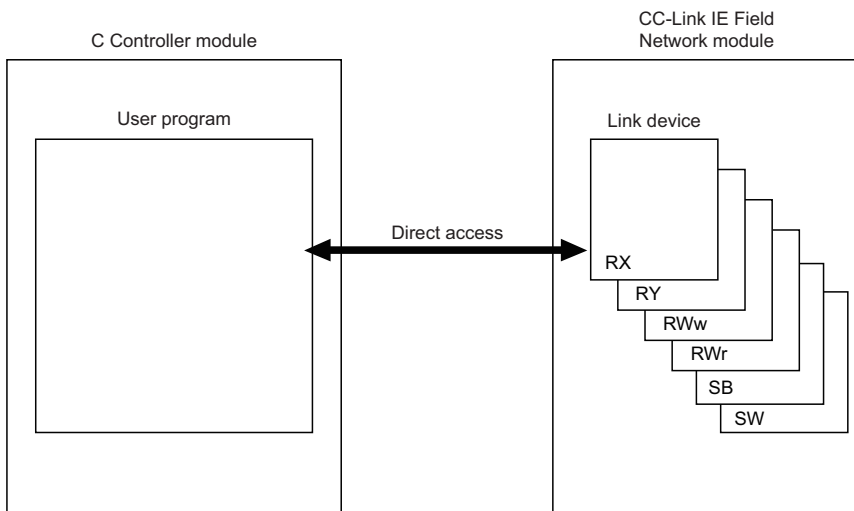 C Controller module
CC-Link IE Field
Network module
User program
Link device
Direct access
RX
RY
RWw
RWr
SB
SW